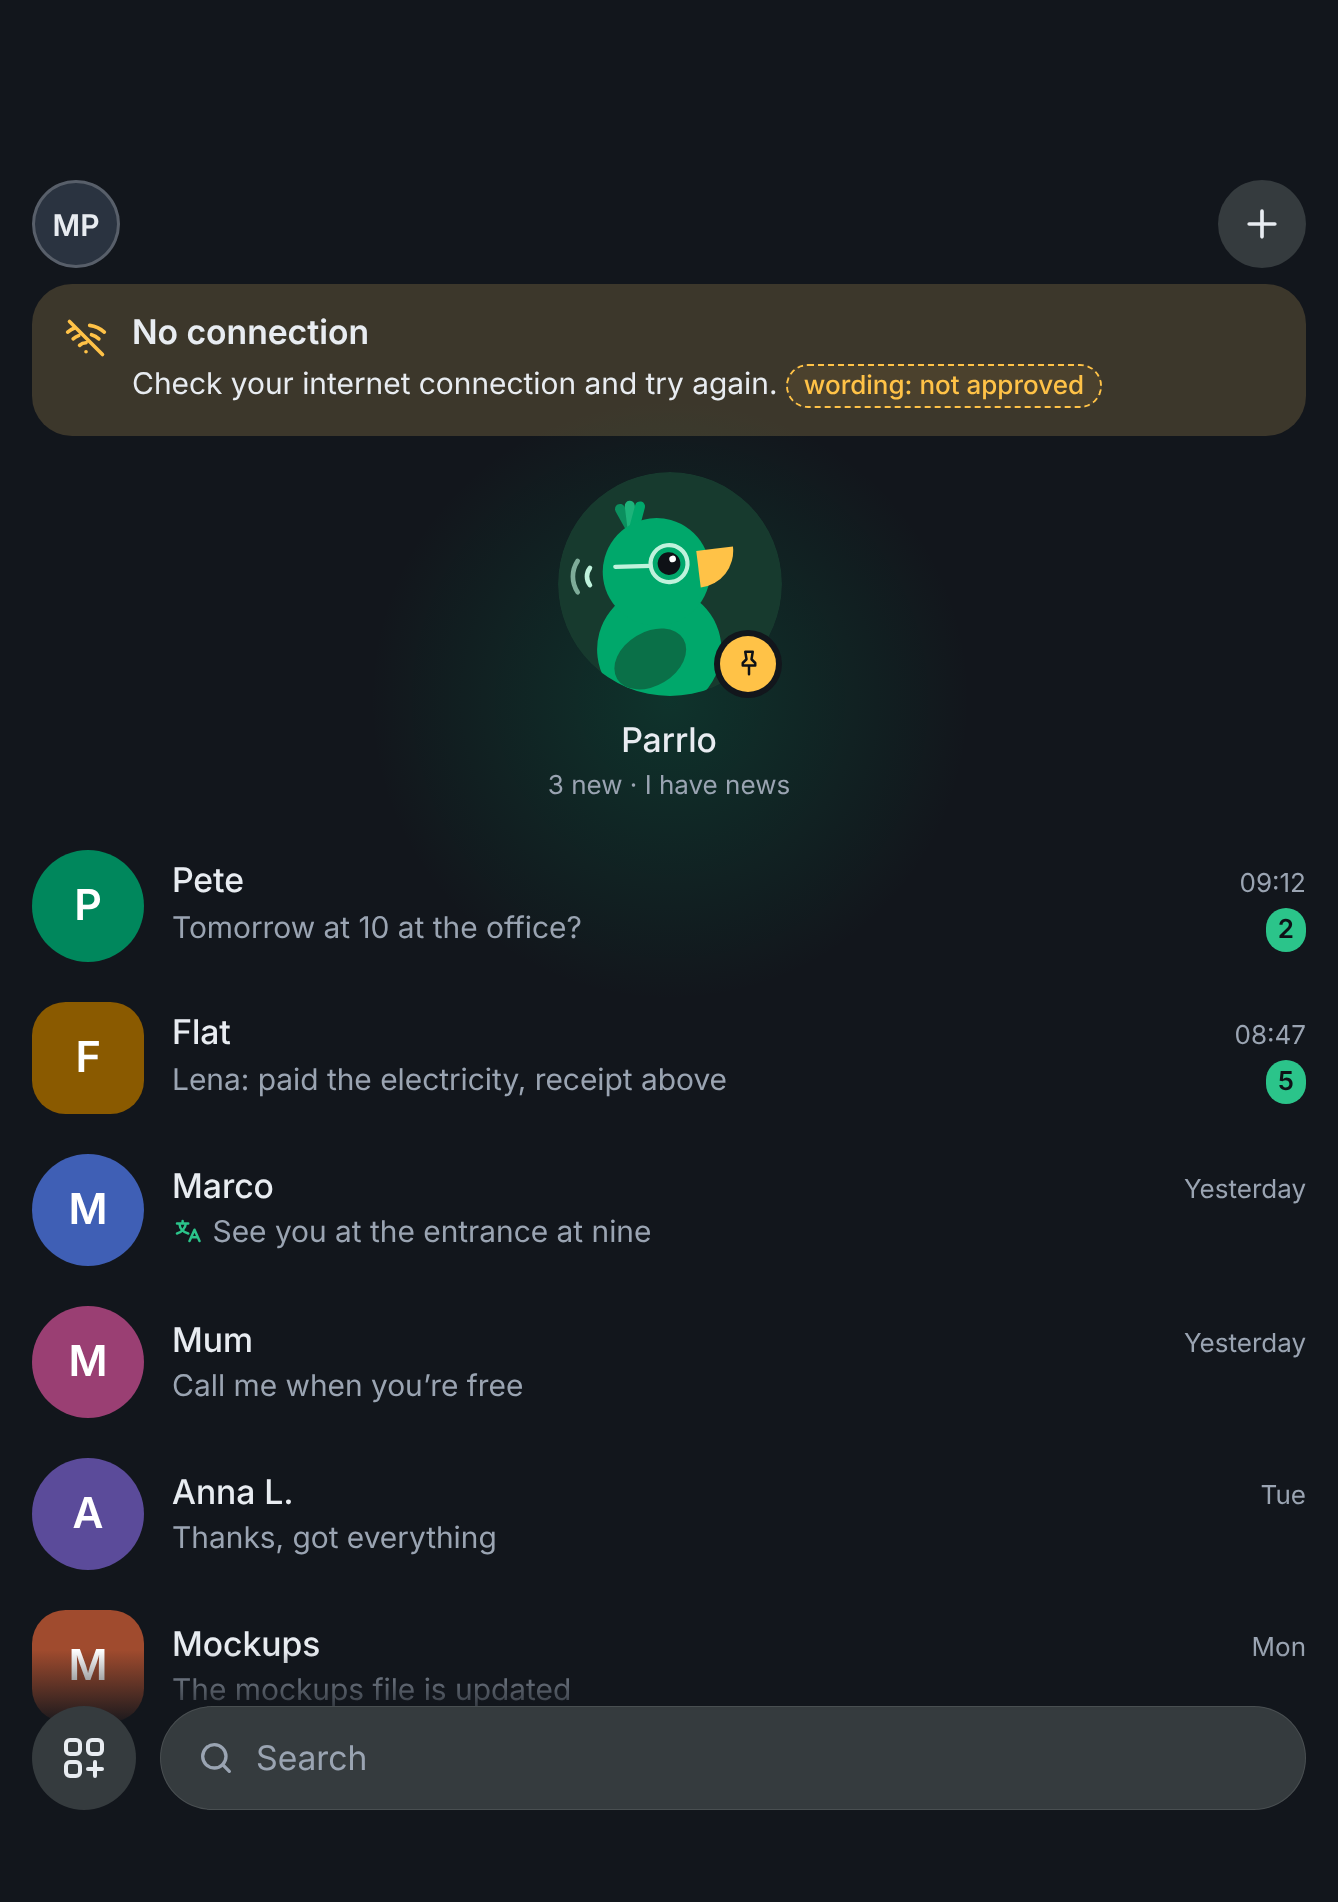 MP
No connection
Check your internet connection and try again. wording: not approved
Parrlo
3 new · I have news
P
Pete
09:12
Tomorrow at 10 at the office?
2
F
Flat
08:47
Lena: paid the electricity, receipt above
5
M
Marco
Yesterday
See you at the entrance at nine
M
Mum
Yesterday
Call me when you’re free
A
Anna L.
Tue
Thanks, got everything
M
Mockups
Mon
The mockups file is updated
Search